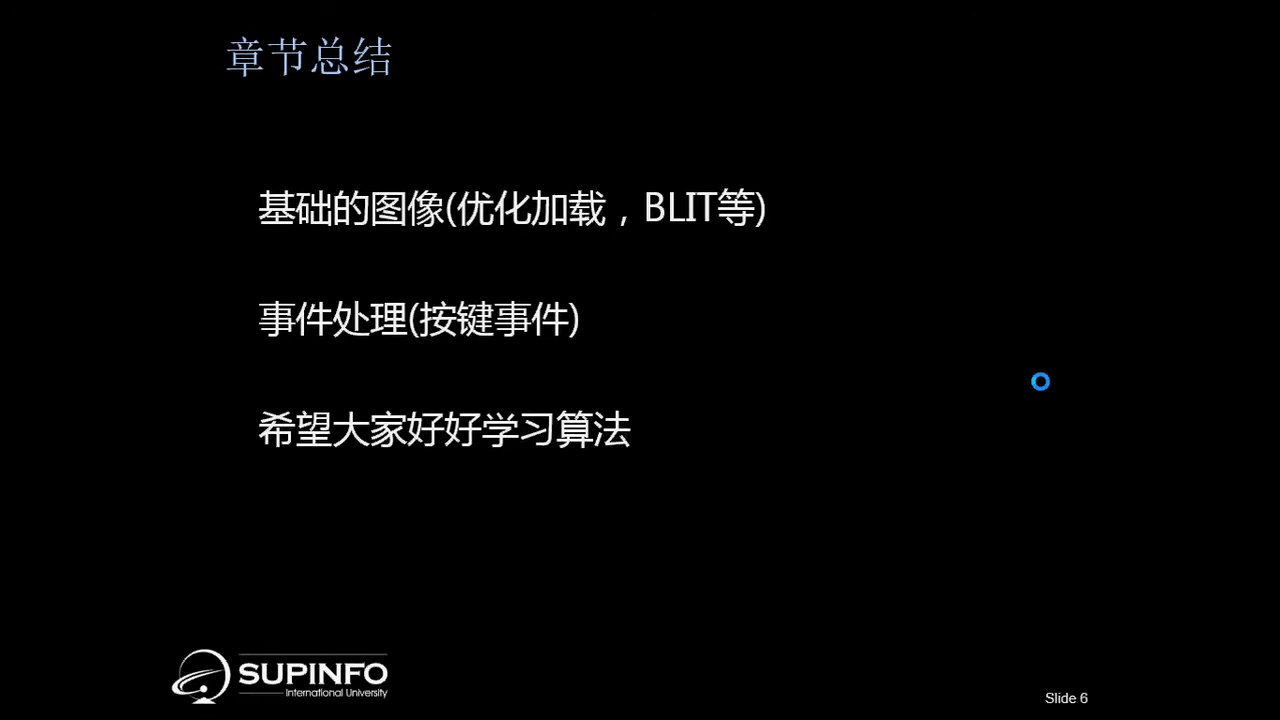 章节总结
基础的图像(优化加载，BLIT等)
事件处理(按键事件)
希望大家好好学习算法
SUPINFO
International University
Slide 6